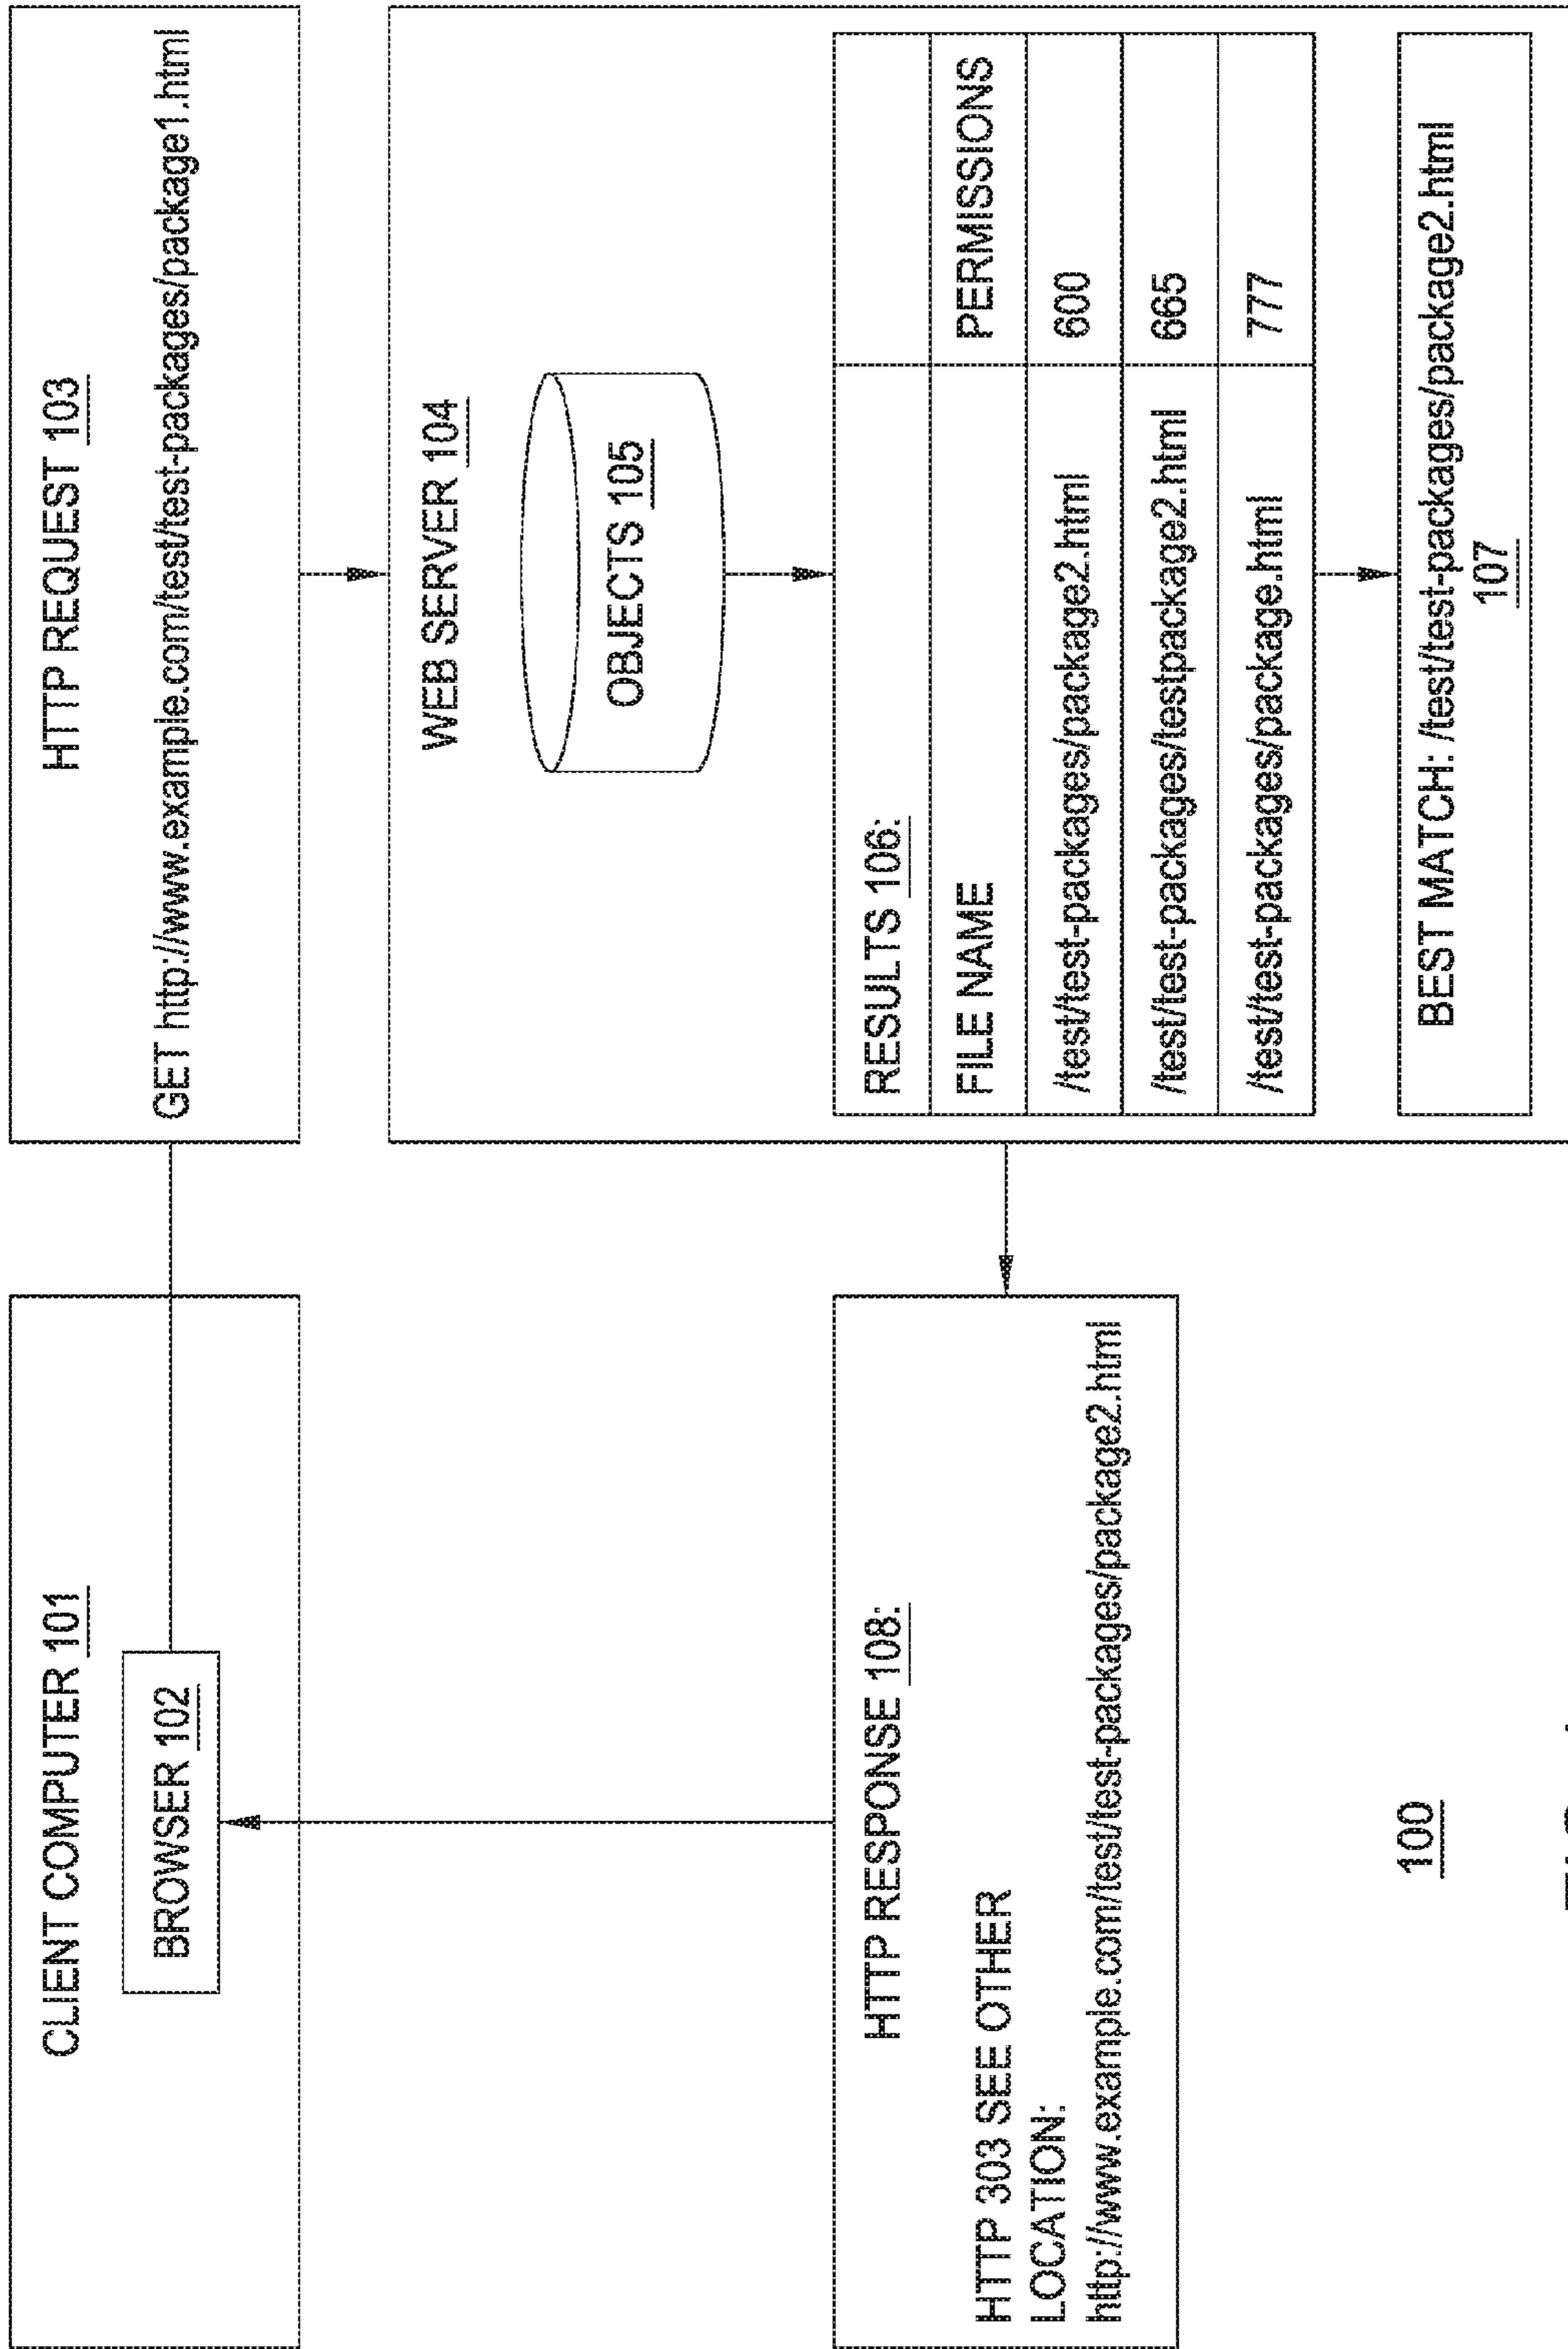 CLIENT COMPUTER 101
BROWSER 102
HTTP REQUEST 103
GET http://www.example.com/test/test-packages/package1.html
WEB SERVER 104
OBJECTS 105
RESULTS 106:
FILE NAME PERMISSIONS
/test/test-packages/package2.html 600
/test/test-packages/testpackage2.html 665
/test/test-packages/package.html 777
BEST MATCH: /test/test-packages/package2.html
107
HTTP RESPONSE 108:
HTTP 303 SEE OTHER
LOCATION:
http://www.example.com/test/test-packages/package2.html
100